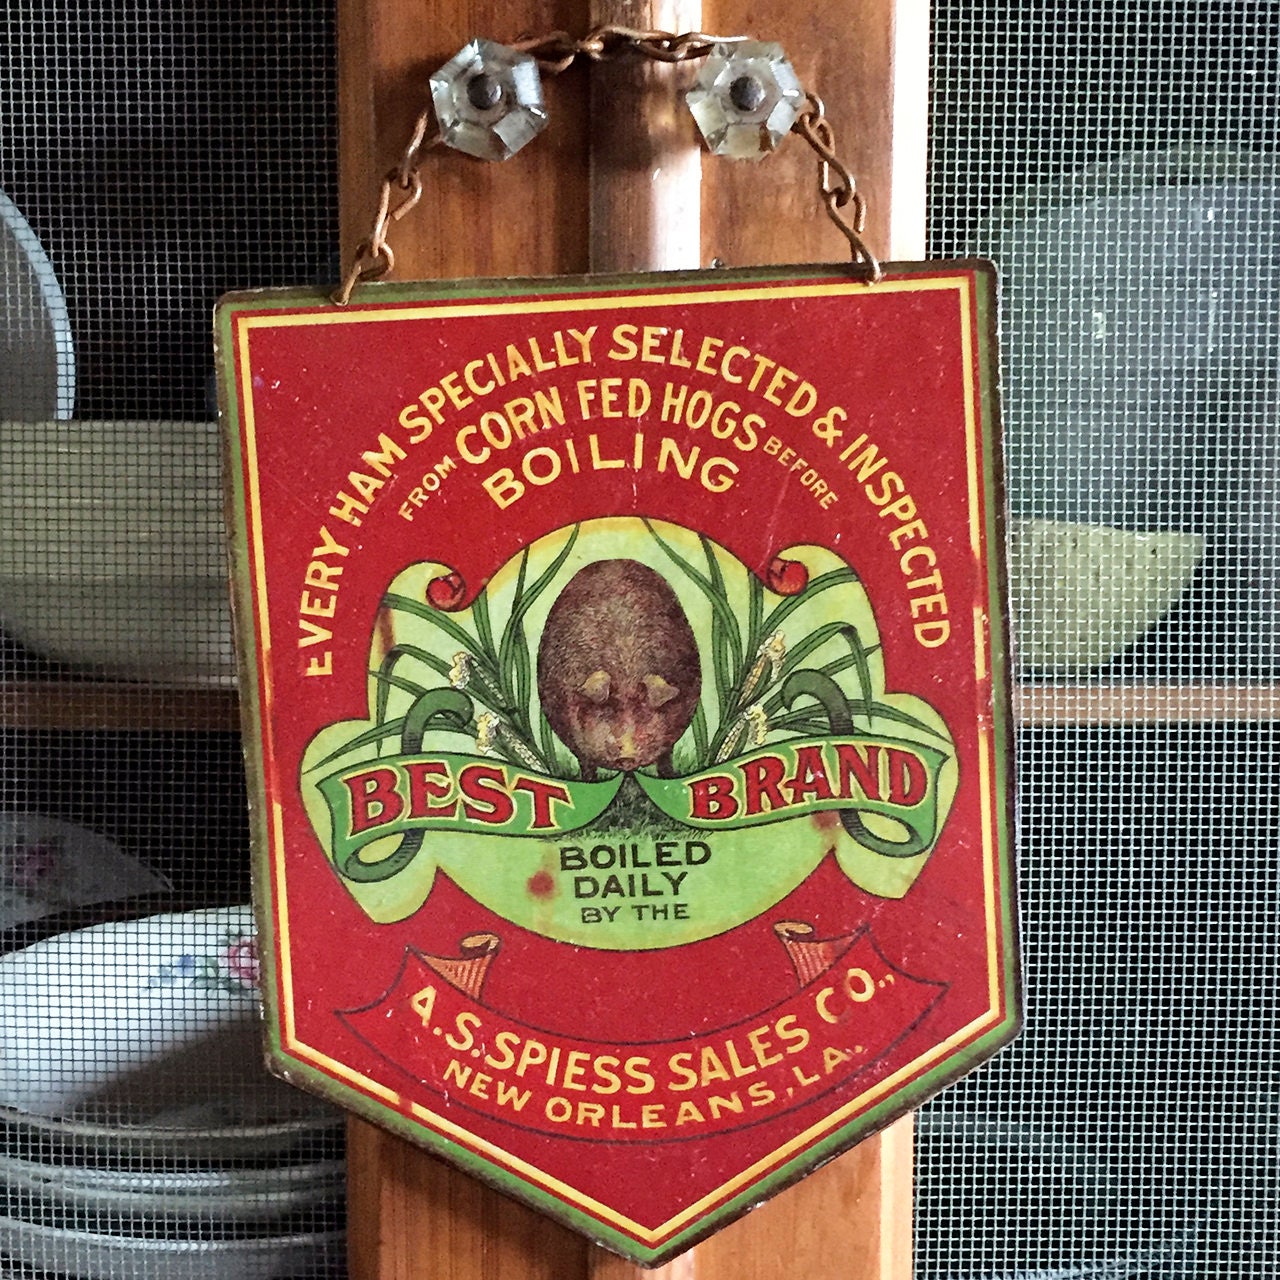 EVERY HAM SPECIALLY SELECTED & INSPECTED
FROM CORN FED HOGS BEFORE
BOILING
BEST BRAND
BOILED
DAILY
BY THE
A.S. SPIESS SALES CO.,
NEW ORLEANS, LA.